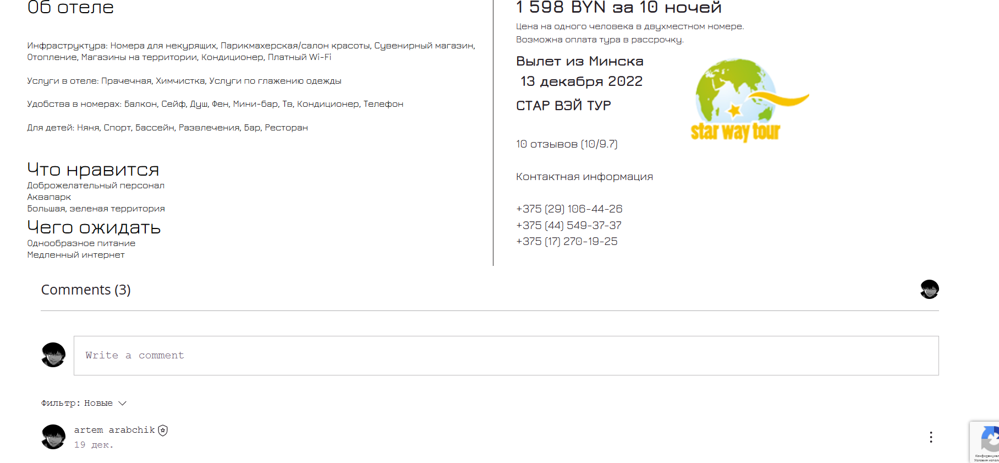 Об отеле
Инфраструктура: Номера для некурящих, Парикмахерская/салон красоты, Сувенирный магазин,
Отопление, Магазины на территории, Кондиционер, Платный Wi-Fi
Услуги в отеле: Прачечная, Химчистка, Услуги по глажению одежды
Удобства в номерах: Балкон, Сейф, Душ, Фен, Мини-бар, Тв, Кондиционер, Телефон
Для детей: Няня, Спорт, Бассейн, Развлечения, Бар, Ресторан
Что нравится
Доброжелательный персонал
Аквапарк
Большая, зеленая территория
Чего ожидать
Однообразное питание
Медленный интернет
1 598 BYN за 10 ночей
Цена на одного человека в двухместном номере.
Возможна оплата тура в рассрочку.
Вылет из Минска
13 декабря 2022
СТАР ВЭЙ ТУР
star way tour
10 отзывов (10/9.7)
Контактная информация
+375 (29) 106-44-26
+375 (44) 549-37-37
+375 (17) 270-19-25
Comments (3)
Write a comment
Фильтр: Новые
artem arabchik
19 дек.